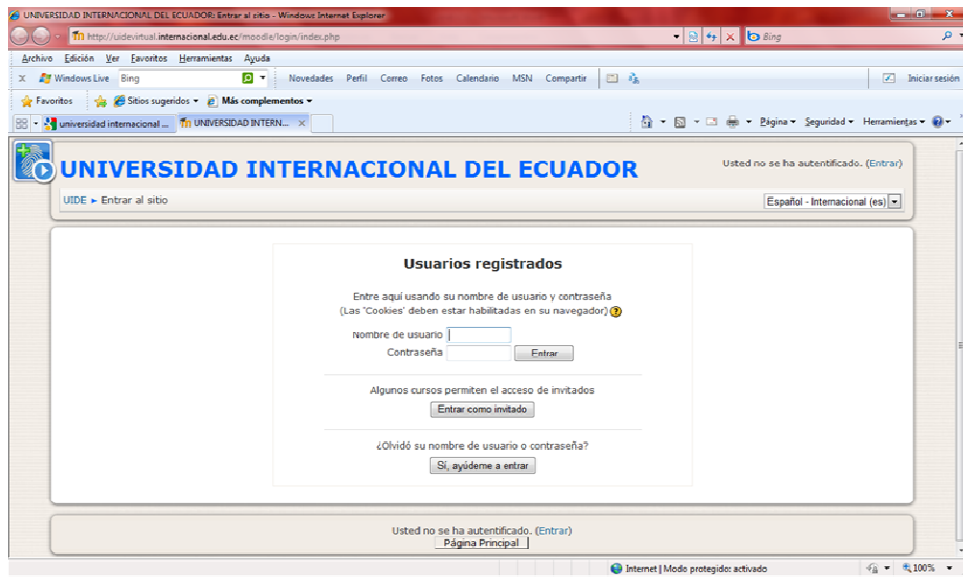 UNIVERSIDAD INTERNACIONAL DEL ECUADOR: Entrar al sitio - Windows Internet Explorer
http://uidevirtual.internacional.edu.ec/moodle/login/index.php
Bing
Archivo Edición Ver Favoritos Herramientas Ayuda
X Windows Live Bing Novedades Perfil Correo Fotos Calendario MSN Compartir Iniciar sesión
Favoritos Sitios sugeridos Más complementos
universidad internacional ... UNIVERSIDAD INTERN... Página Seguridad Herramientas
UNIVERSIDAD INTERNACIONAL DEL ECUADOR
Usted no se ha autentificado. (Entrar)
UIDE ► Entrar al sitio
Español - Internacional (es)
Usuarios registrados
Entre aquí usando su nombre de usuario y contraseña
(Las 'Cookies' deben estar habilitadas en su navegador)
Nombre de usuario
Contraseña Entrar
Algunos cursos permiten el acceso de invitados
Entrar como invitado
¿Olvidó su nombre de usuario o contraseña?
Sí, ayúdeme a entrar
Usted no se ha autentificado. (Entrar)
Página Principal
Internet | Modo protegido: activado 100%